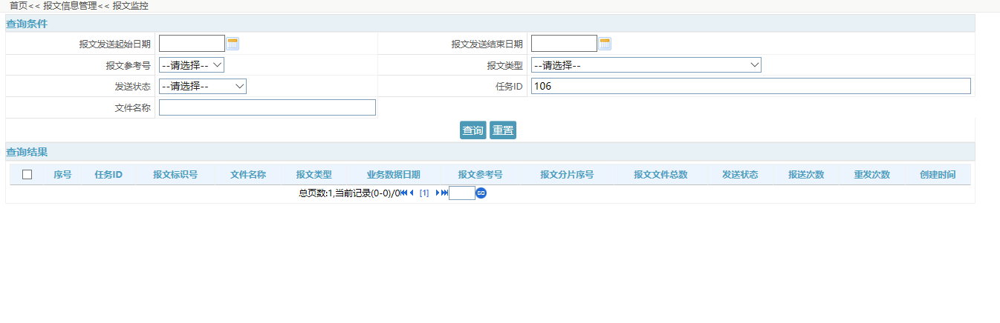 首页<< 报文信息管理<< 报文监控
查询条件
报文发送起始日期 报文发送结束日期
报文参考号 --请选择-- 报文类型 --请选择--
发送状态 --请选择-- 任务ID 106
文件名称
查询 重置
查询结果
序号 任务ID 报文标识号 文件名称 报文类型 业务数据日期 报文参考号 报文分片序号 报文文件总数 发送状态 报送次数 重发次数 创建时间
总页数:1,当前记录(0-0)/0 [1] GO